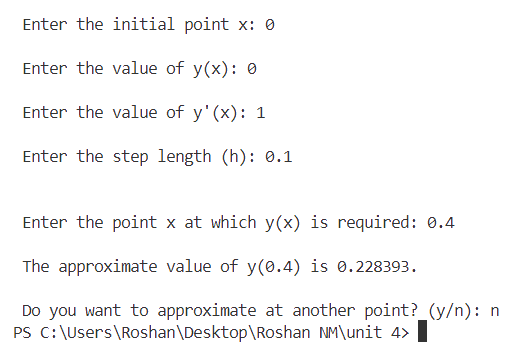 Enter the initial point x: 0
Enter the value of y(x): 0
Enter the value of y'(x): 1
Enter the step length (h): 0.1
Enter the point x at which y(x) is required: 0.4
The approximate value of y(0.4) is 0.228393.
Do you want to approximate at another point? (y/n): n
PS C:\Users\Roshan\Desktop\Roshan NM\unit 4>